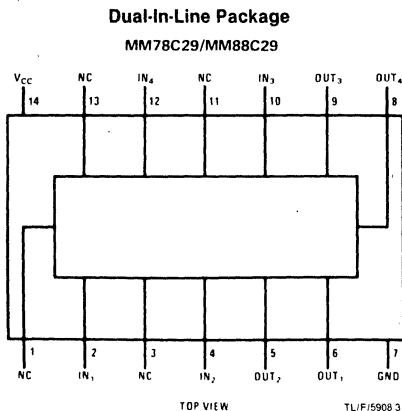 Dual-In-Line Package
MM78C29/MM88C29
VCC NC IN4 NC IN3 OUT3 OUT4
14 13 12 11 10 9 8
1 2 3 4 5 6 7
NC IN1 NC IN2 OUT2 OUT1 GND
TOP VIEW
TL/F/5908 3